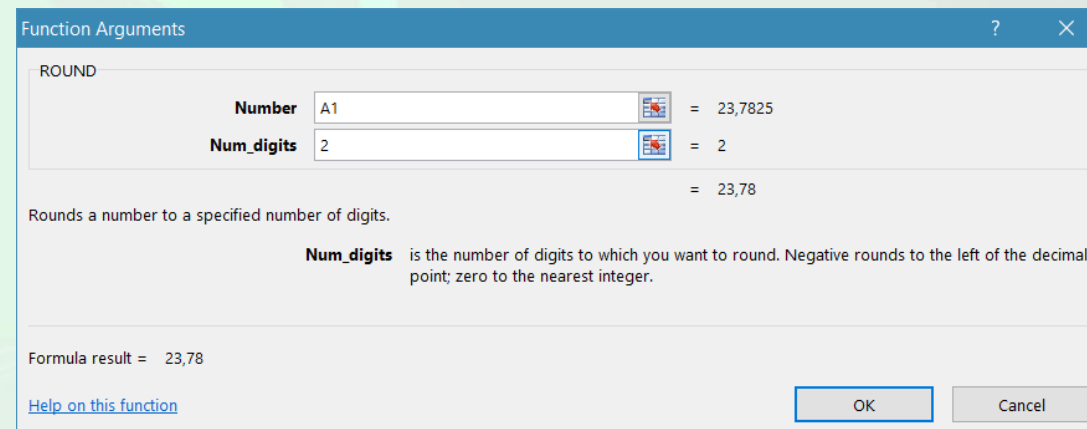 Function Arguments ? ×
ROUND
Number A1 = 23,7825
Num_digits 2 = 2
= 23,78
Rounds a number to a specified number of digits.
Num_digits is the number of digits to which you want to round. Negative rounds to the left of the decimal
point; zero to the nearest integer.
Formula result = 23,78
Help on this function OK Cancel